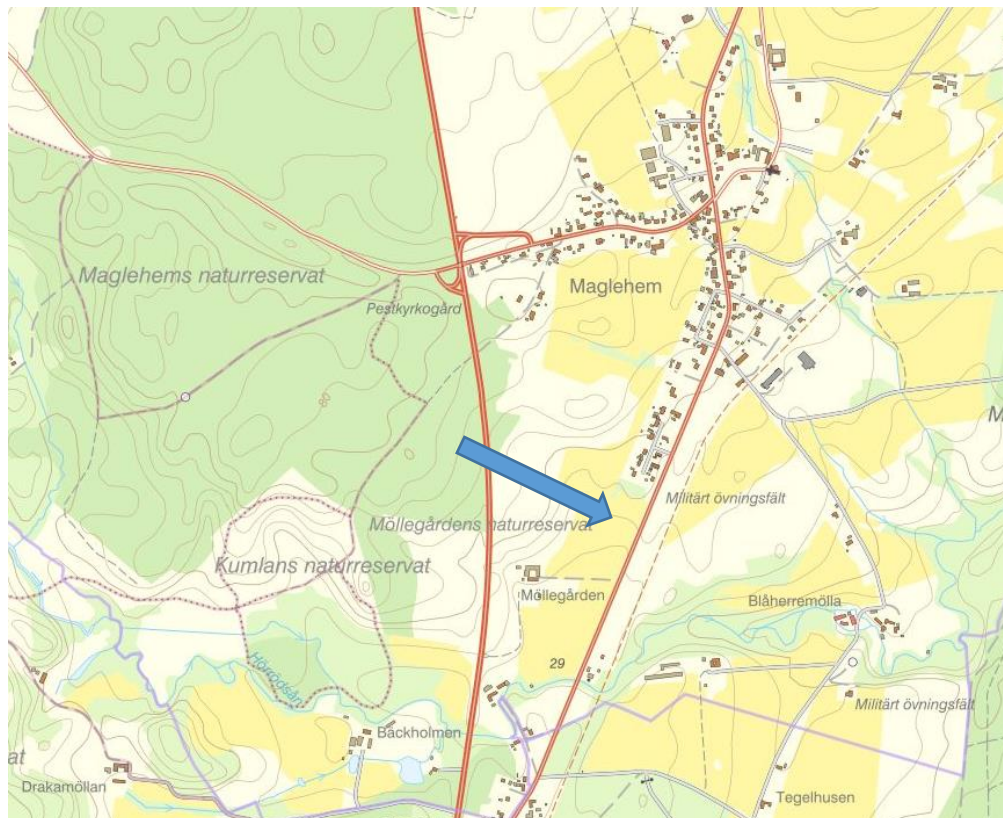 Maglehems naturreservat
Pestkyrkogård
Maglehem
80
Militärt övningsfält
Möllegårdens naturreservat
Kumlans naturreservat
Möllegården
Blåherremölla
29
Hörrödsån
Militärt övningsfält
Backholmen
at
Drakamöllan
Tegelhusen
M